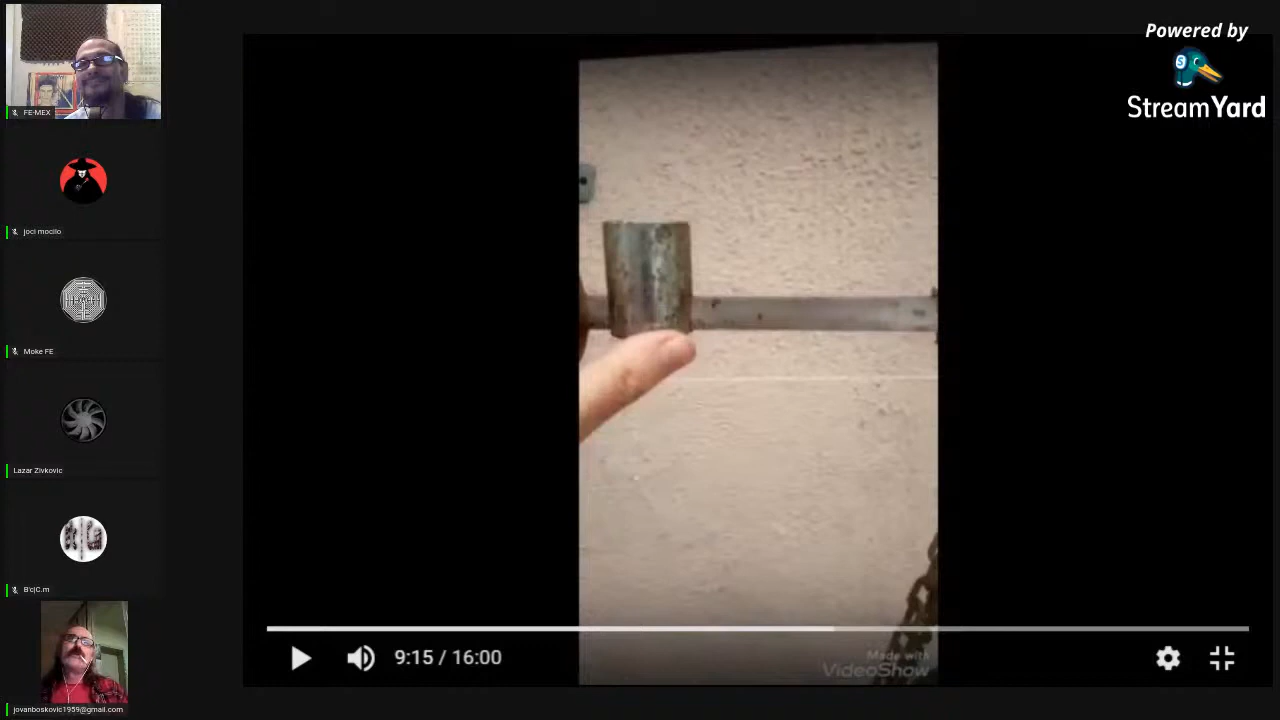 Powered by
StreamYard
FE-MEX
joci mocilo
Moke FE
Lazar Zivkovic
B'c|C.m
jovanboskovic1959@gmail.com
9:15 / 16:00
Made with
VideoShow